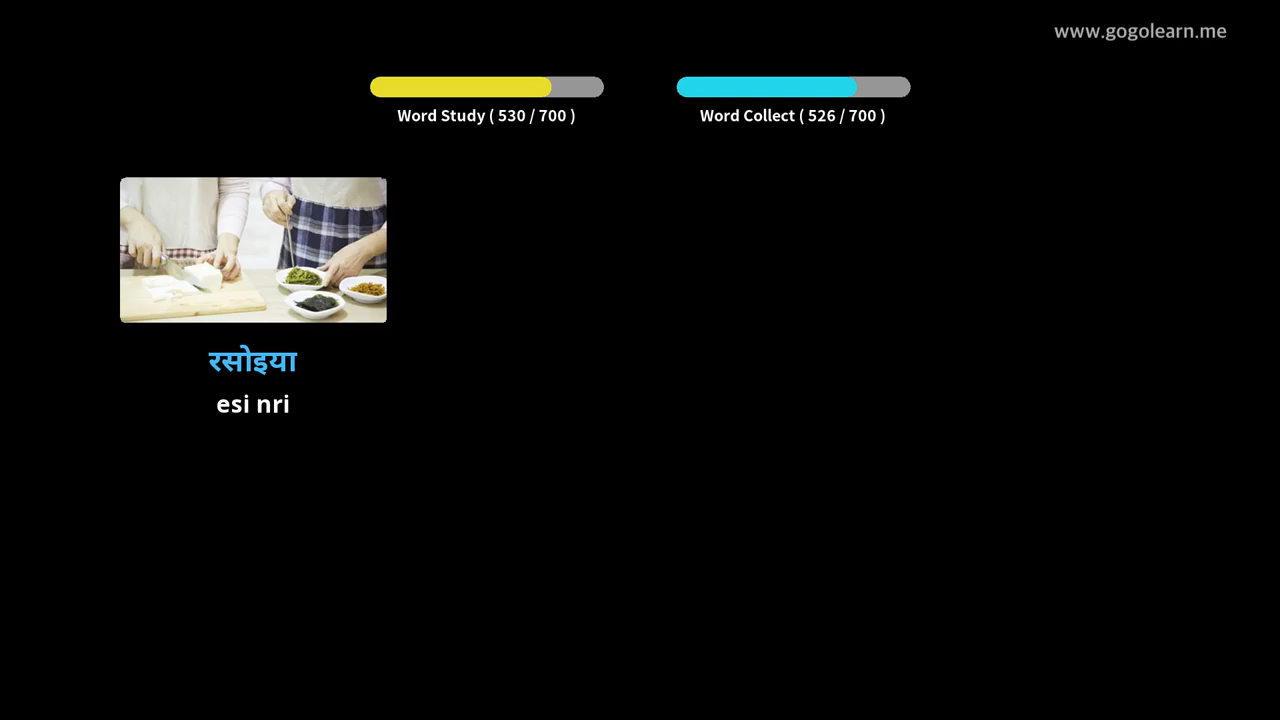 www.gogolearn.me
Word Study ( 530 / 700 )
Word Collect ( 526 / 700 )
रसोइया
esi nri